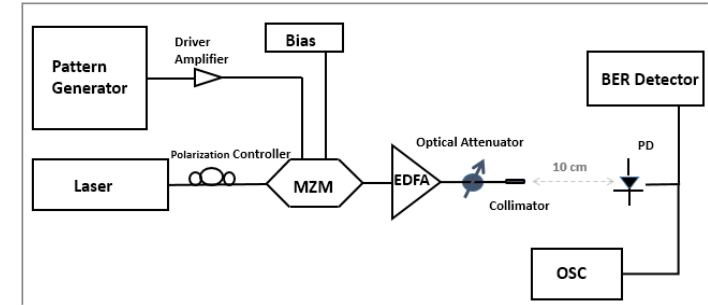 Pattern
Generator
Driver
Amplifier
Bias
BER Detector
Polarization Controller
Laser
MZM
EDFA
Optical Attenuator
Collimator
10 cm
PD
OSC